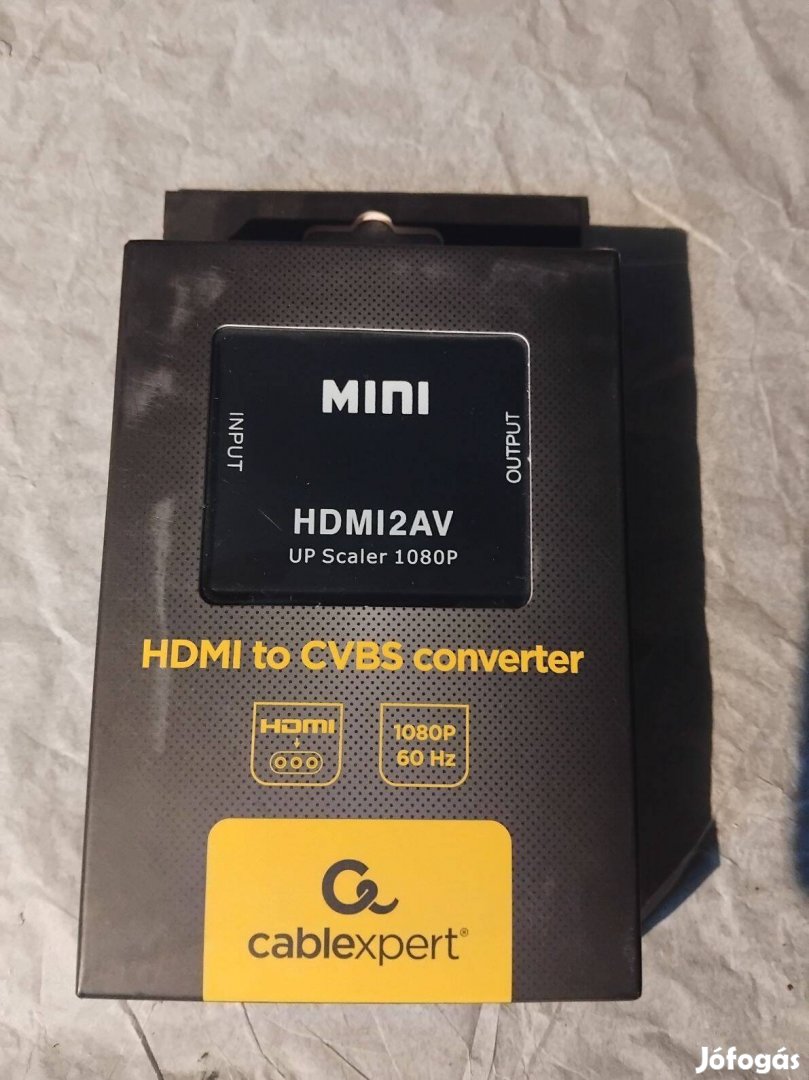 MINI
INPUT
OUTPUT
HDMI2AV
UP Scaler 1080P
HDMI to CVBS converter
HDMI
1080P
60 Hz
cablexpert®
Jófogás